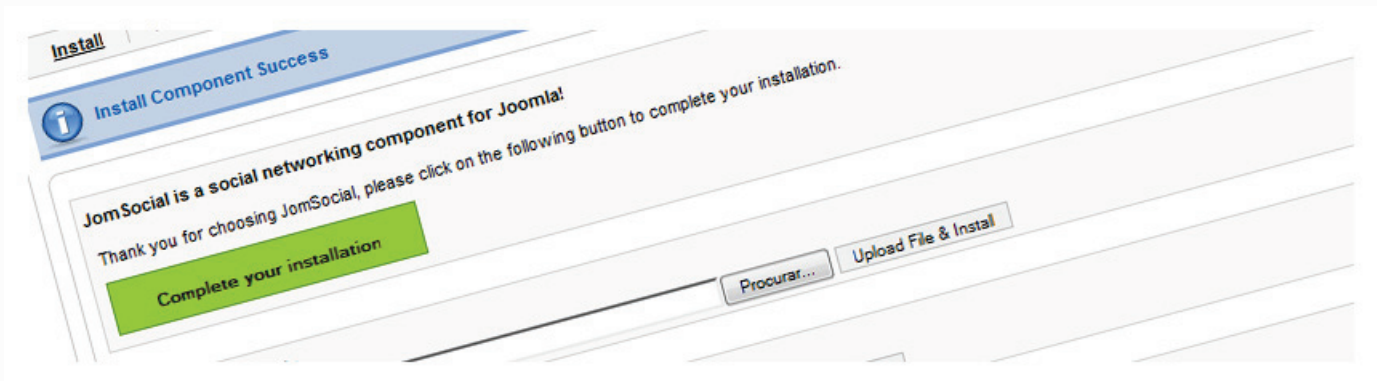 Install
Install Component Success
JomSocial is a social networking component for Joomla!
Thank you for choosing JomSocial, please click on the following button to complete your installation.
Complete your installation
Procurar...
Upload File & Install